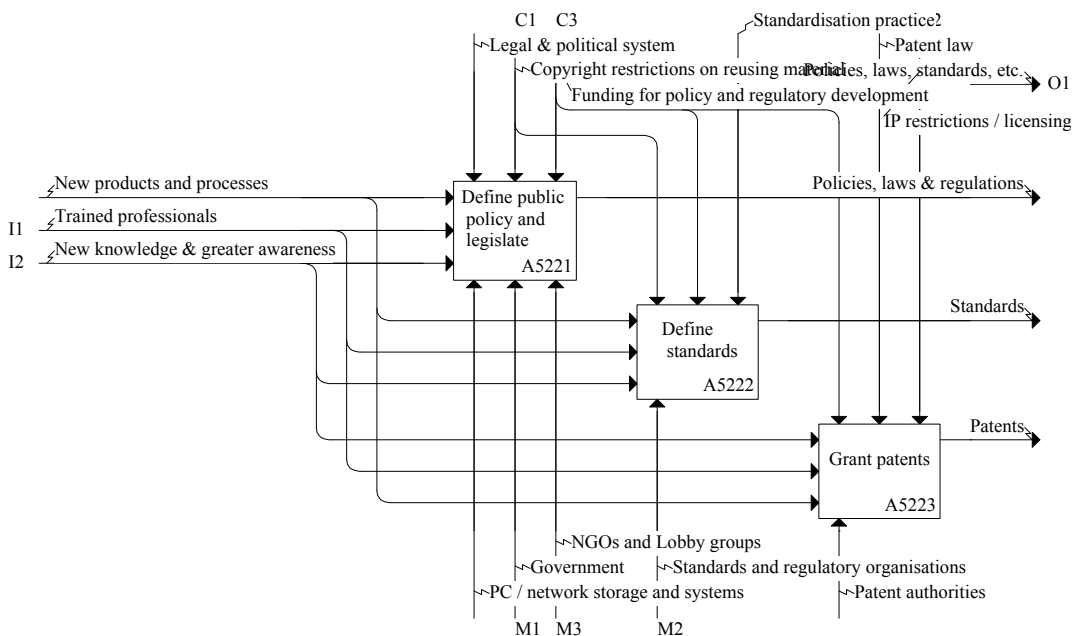 C1 C3
Standardisation practice2
Legal & political system
Patent law
Copyright restrictions on reusing material
Policies, laws, standards, etc.
O1
Funding for policy and regulatory development
IP restrictions / licensing
New products and processes
Define public
policy and
legislate
A5221
Policies, laws & regulations
I1
Trained professionals
I2
New knowledge & greater awareness
Define
standards
A5222
Standards
Grant patents
A5223
Patents
NGOs and Lobby groups
Government
Standards and regulatory organisations
PC / network storage and systems
Patent authorities
M1 M3 M2